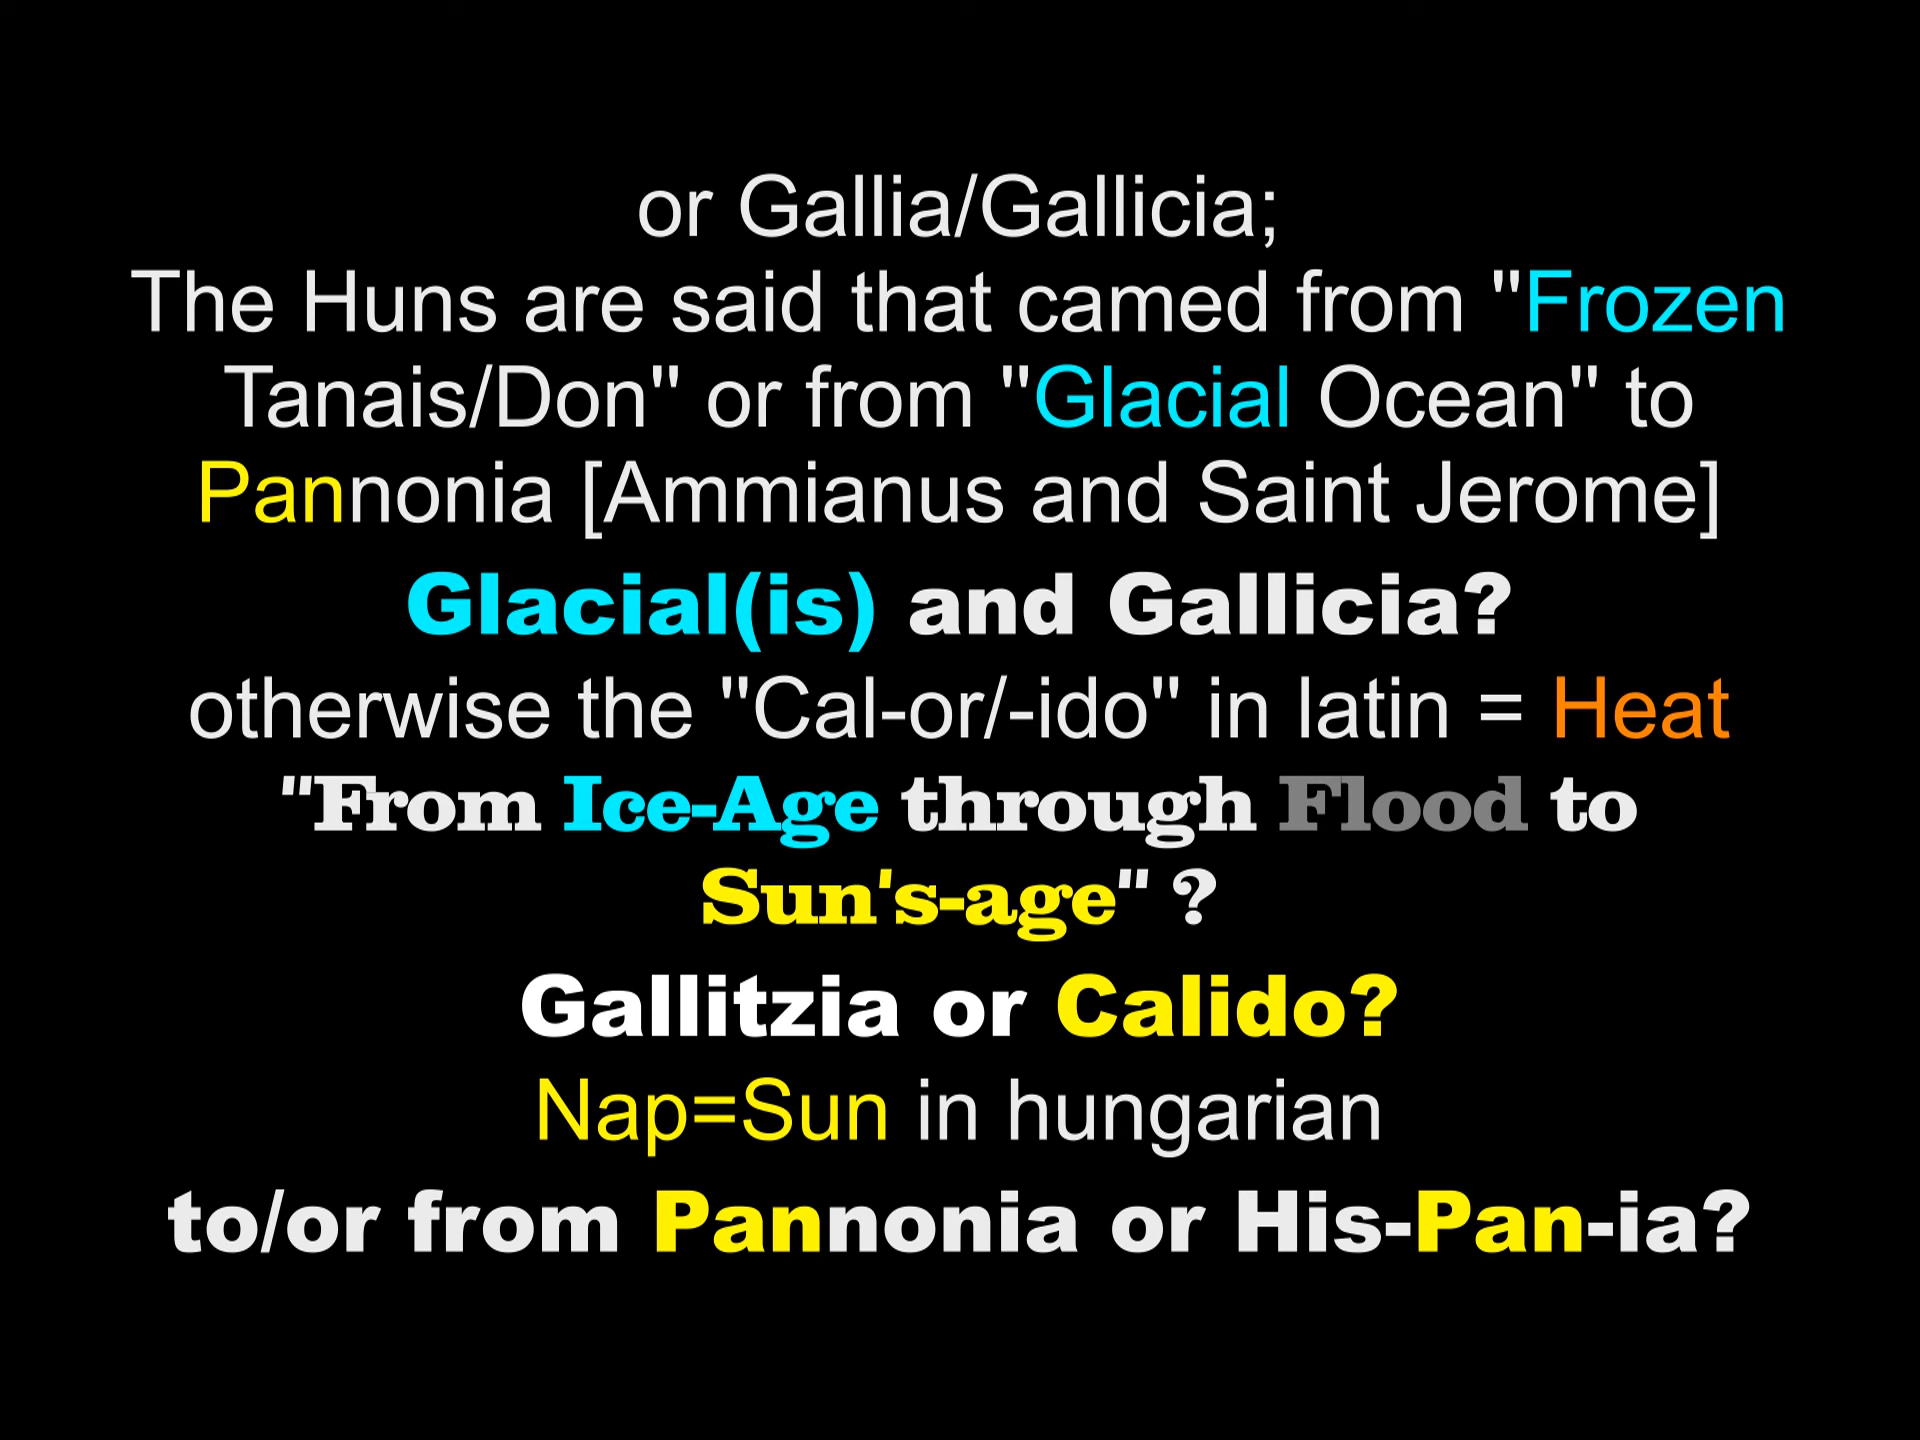 or Gallia/Gallicia;
The Huns are said that camed from "Frozen
Tanais/Don" or from "Glacial Ocean" to
Pannonia [Ammianus and Saint Jerome]
Glacial(is) and Gallicia?
otherwise the "Cal-or/-ido" in latin = Heat
"From Ice-Age through Flood to
Sun's-age" ?
Gallitzia or Calido?
Nap=Sun in hungarian
to/or from Pannonia or His-Pan-ia?